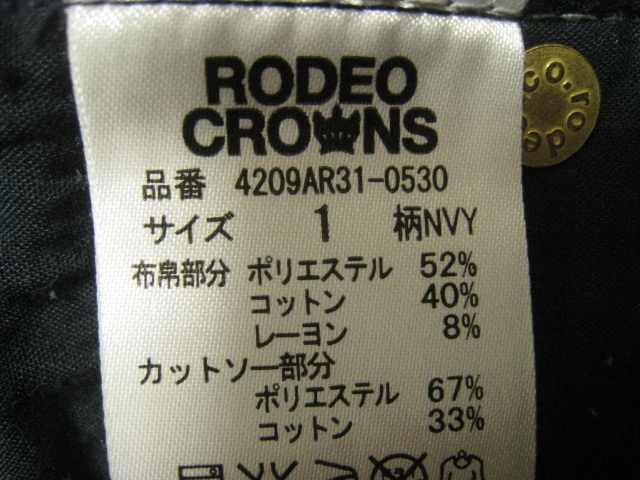 RODEO
CROWNS
品番 4209AR31-0530
サイズ 1 柄NVY
布帛部分 ポリエステル 52%
コットン 40%
レーヨン 8%
カットソー部分
ポリエステル 67%
コットン 33%
co.rode